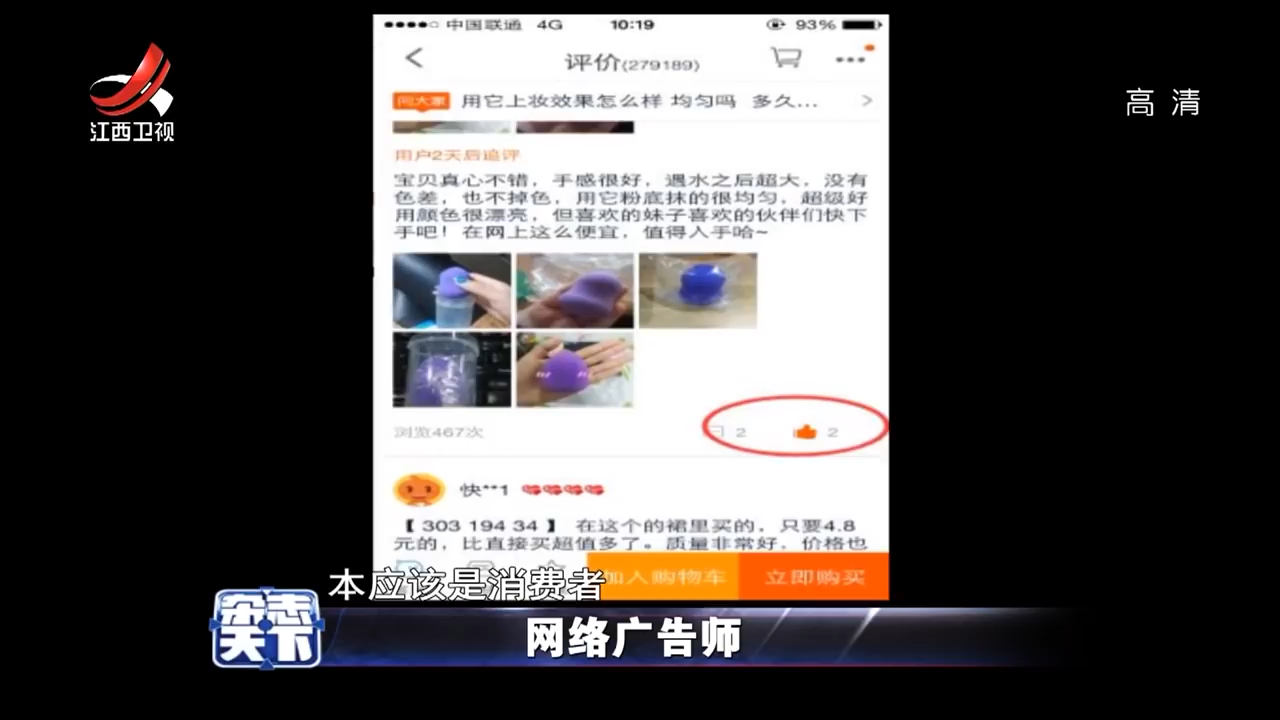 中国联通 4G 10:19 93%
评价(279189)
江西卫视
高清
问大家 用它上妆效果怎么样 均匀吗 多久...
用户2天后追评
宝贝真心不错，手感很好，遇水之后超大，没有
色差，也不掉色，用它粉底抹的很均匀，超级好
用颜色很漂亮，但喜欢的妹子喜欢的伙伴们快下
手吧！在网上这么便宜，值得入手哈~
浏览467次 2 2
快**1
【303 194 34】 在这个的裙里买的，只要4.8
元的，比直接买超值多了。质量非常好，价格也
加入购物车 立即购买
本应该是消费者
杂志
天下
网络广告师